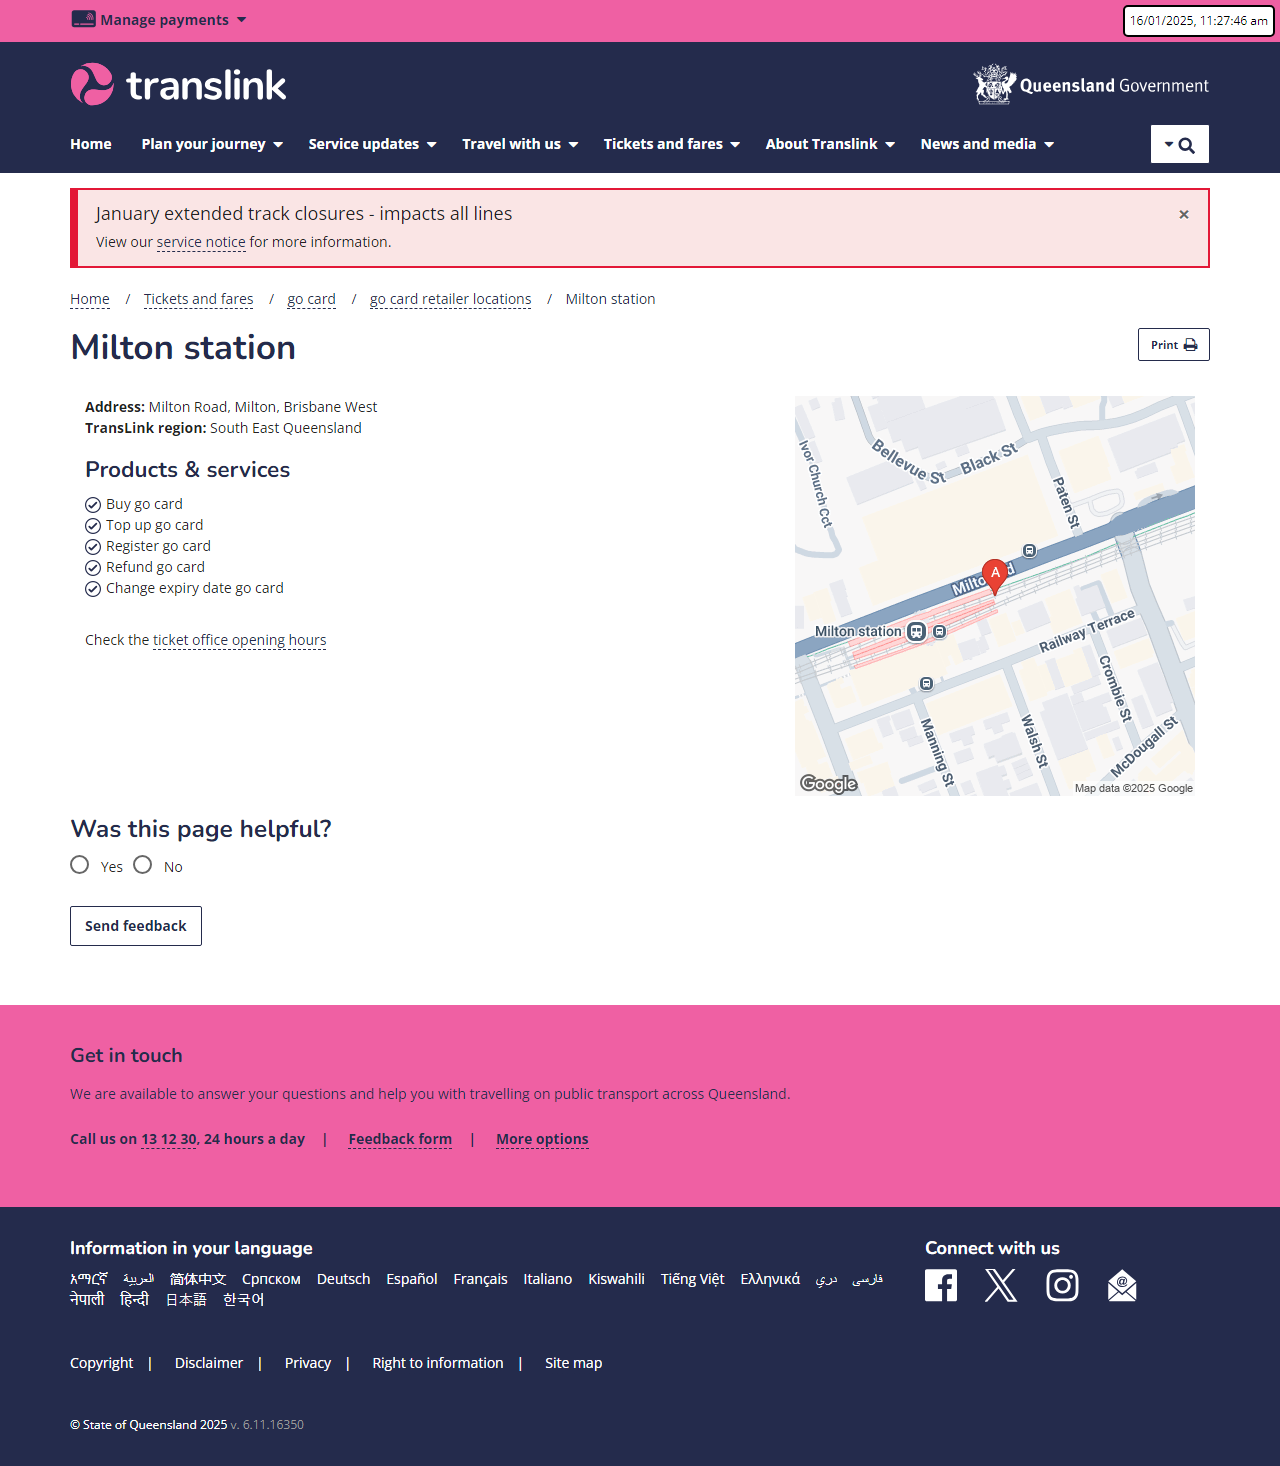 Manage payments
16/01/2025, 11:27:46 am
translink
Queensland Government
Home Plan your journey Service updates Travel with us Tickets and fares About Translink News and media
January extended track closures - impacts all lines
×
View our service notice for more information.
Home / Tickets and fares / go card / go card retailer locations / Milton station
Milton station
Print
Address: Milton Road, Milton, Brisbane West
TransLink region: South East Queensland
Products & services
Buy go card
Top up go card
Register go card
Refund go card
Change expiry date go card
Check the ticket office opening hours
Ivor Church Cct
Bellevue St
Black St
Paten St
Milton Rd
A
Milton station
Railway Terrace
Crombie St
Manning St
Walsh St
McDougall St
Google
Map data ©2025 Google
Was this page helpful?
Yes No
Send feedback
Get in touch
We are available to answer your questions and help you with travelling on public transport across Queensland.
Call us on 13 12 30, 24 hours a day | Feedback form | More options
Information in your language
አማርኛ العربية 简体中文 Српском Deutsch Español Français Italiano Kiswahili Tiếng Việt Ελληνικά دري فارسی
नेपाली हिन्दी 日本語 한국어
Connect with us
Copyright | Disclaimer | Privacy | Right to information | Site map
© State of Queensland 2025 v. 6.11.16350